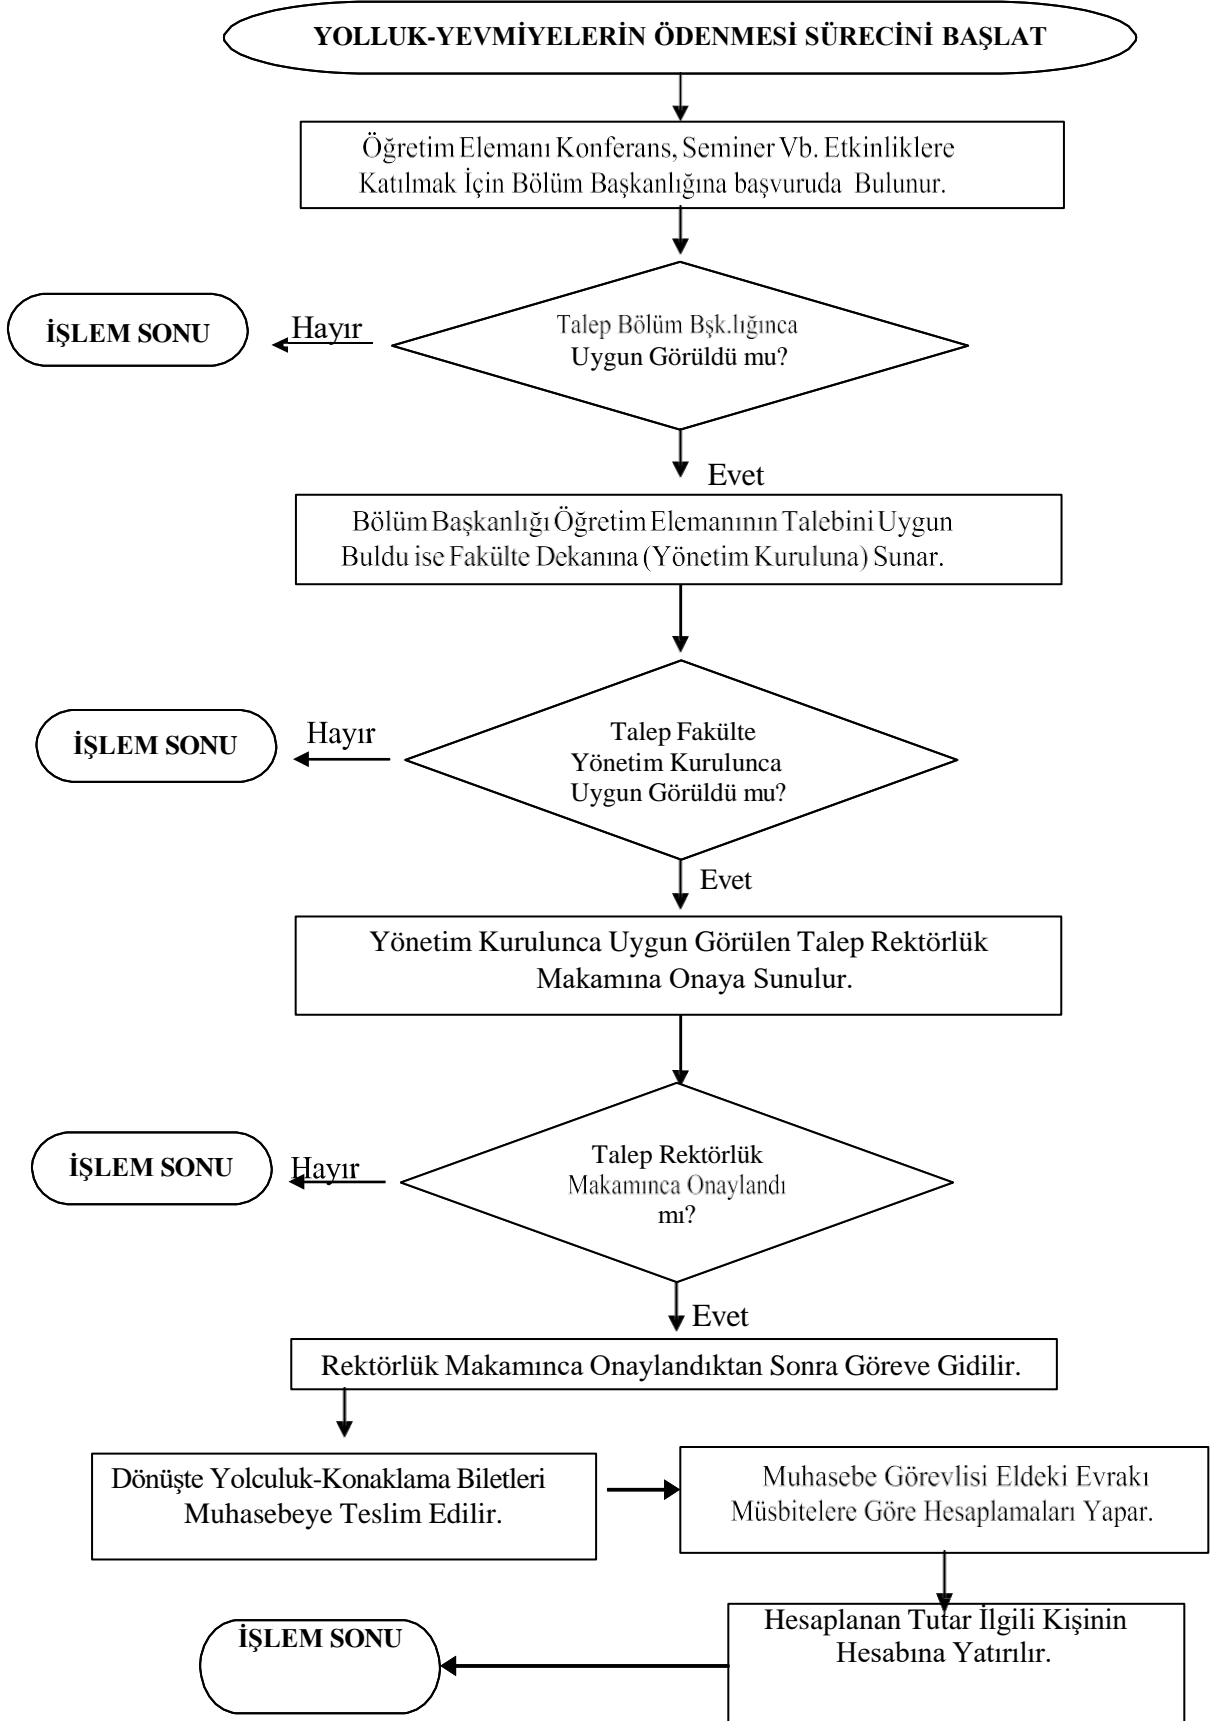 YOLLUK-YEVMİYELERİN ÖDENMESİ SÜRECİNİ BAŞLAT
Öğretim Elemanı Konferans, Seminer Vb. Etkinliklere
Katılmak İçin Bölüm Başkanlığına başvuruda Bulunur.
Talep Bölüm Bşk.lığınca
Uygun Görüldü mu?
Hayır
İŞLEM SONU
Evet
Bölüm Başkanlığı Öğretim Elemanının Talebini Uygun
Buldu ise Fakülte Dekanına (Yönetim Kuruluna) Sunar.
Talep Fakülte
Yönetim Kurulunca
Uygun Görüldü mu?
Hayır
İŞLEM SONU
Evet
Yönetim Kurulunca Uygun Görülen Talep Rektörlük
Makamına Onaya Sunulur.
Talep Rektörlük
Makamınca Onaylandı
mı?
Hayır
İŞLEM SONU
Evet
Rektörlük Makamınca Onaylandıktan Sonra Göreve Gidilir.
Dönüşte Yolculuk-Konaklama Biletleri
Muhasebeye Teslim Edilir.
Muhasebe Görevlisi Eldeki Evrakı
Müsbitelere Göre Hesaplamaları Yapar.
Hesaplanan Tutar İlgili Kişinin
Hesabına Yatırılır.
İŞLEM SONU